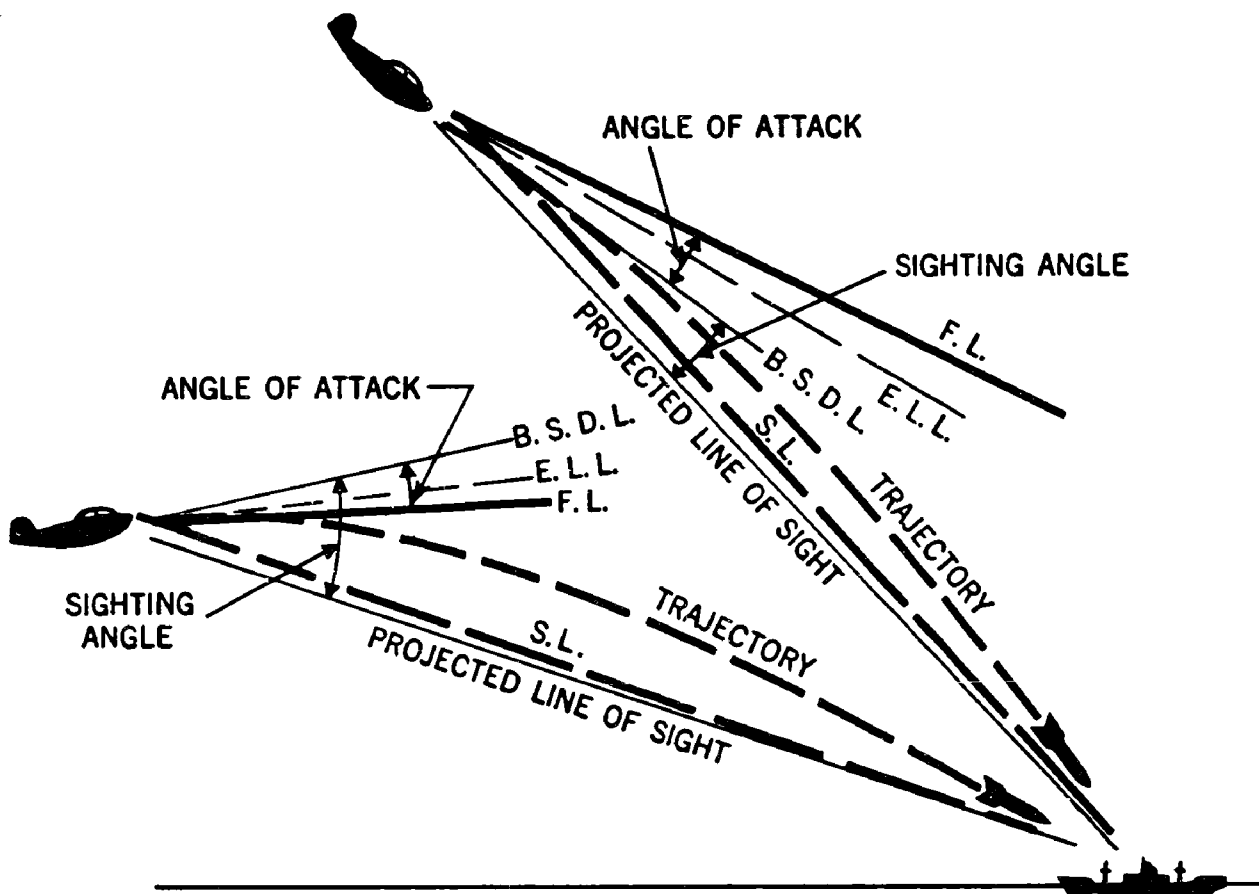 ANGLE OF ATTACK
SIGHTING ANGLE
F. L.
E. L. L.
B. S. D. L.
S. L.
PROJECTED LINE OF SIGHT
TRAJECTORY
ANGLE OF ATTACK
B. S. D. L.
E. L. L.
F. L.
SIGHTING
ANGLE
TRAJECTORY
S. L.
PROJECTED LINE OF SIGHT